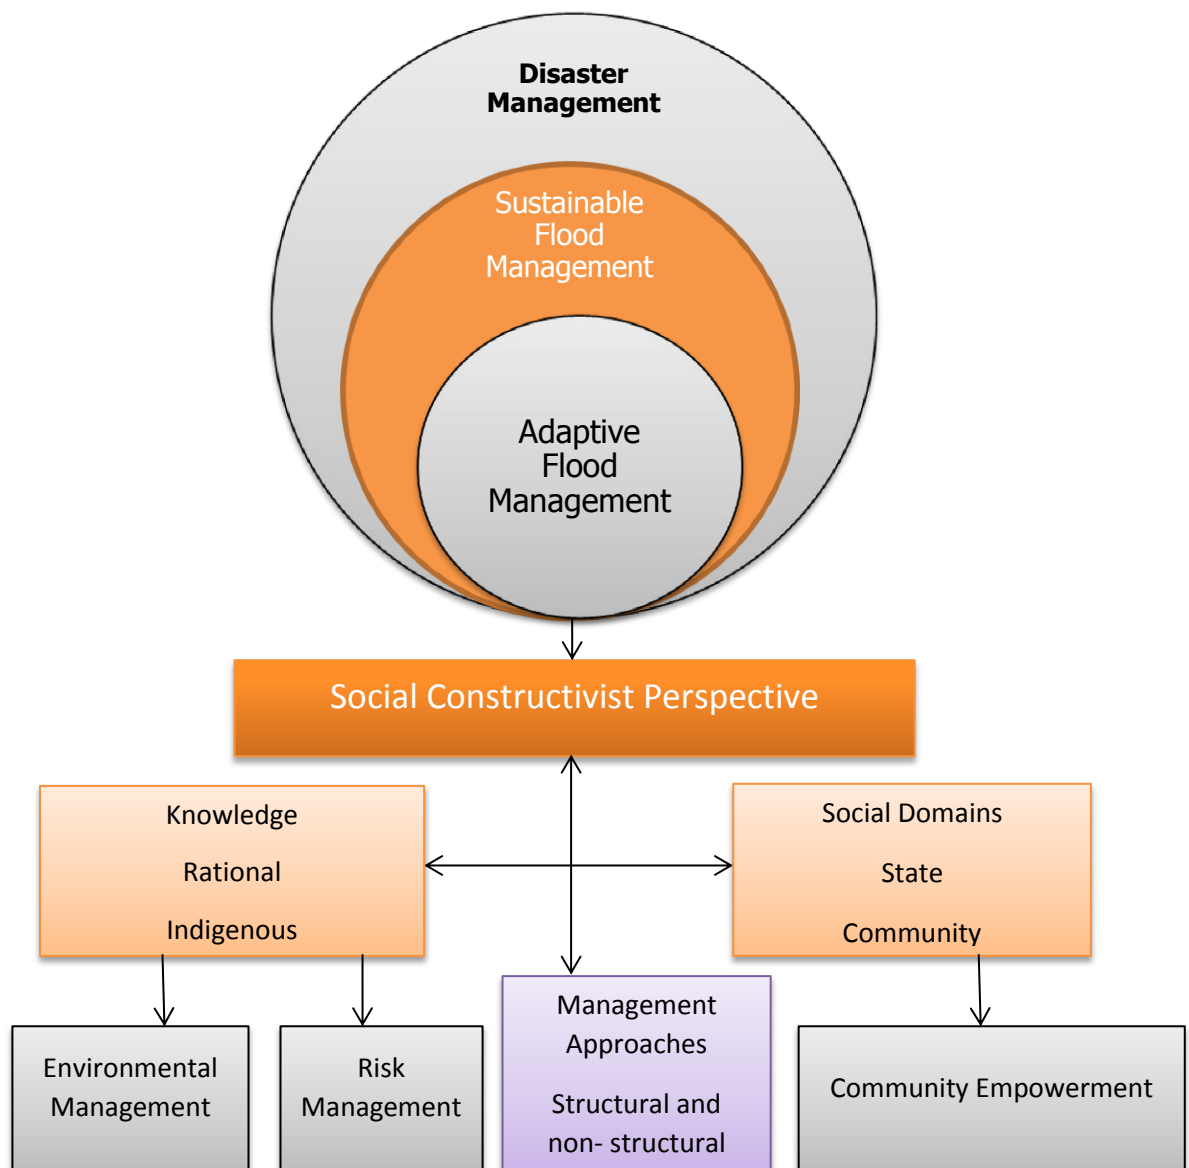 Disaster
Management
Sustainable
Flood
Management
Adaptive
Flood
Management
Social Constructivist Perspective
Knowledge
Rational
Indigenous
Social Domains
State
Community
Environmental
Management
Risk
Management
Management
Approaches
Structural and
non- structural
Community Empowerment